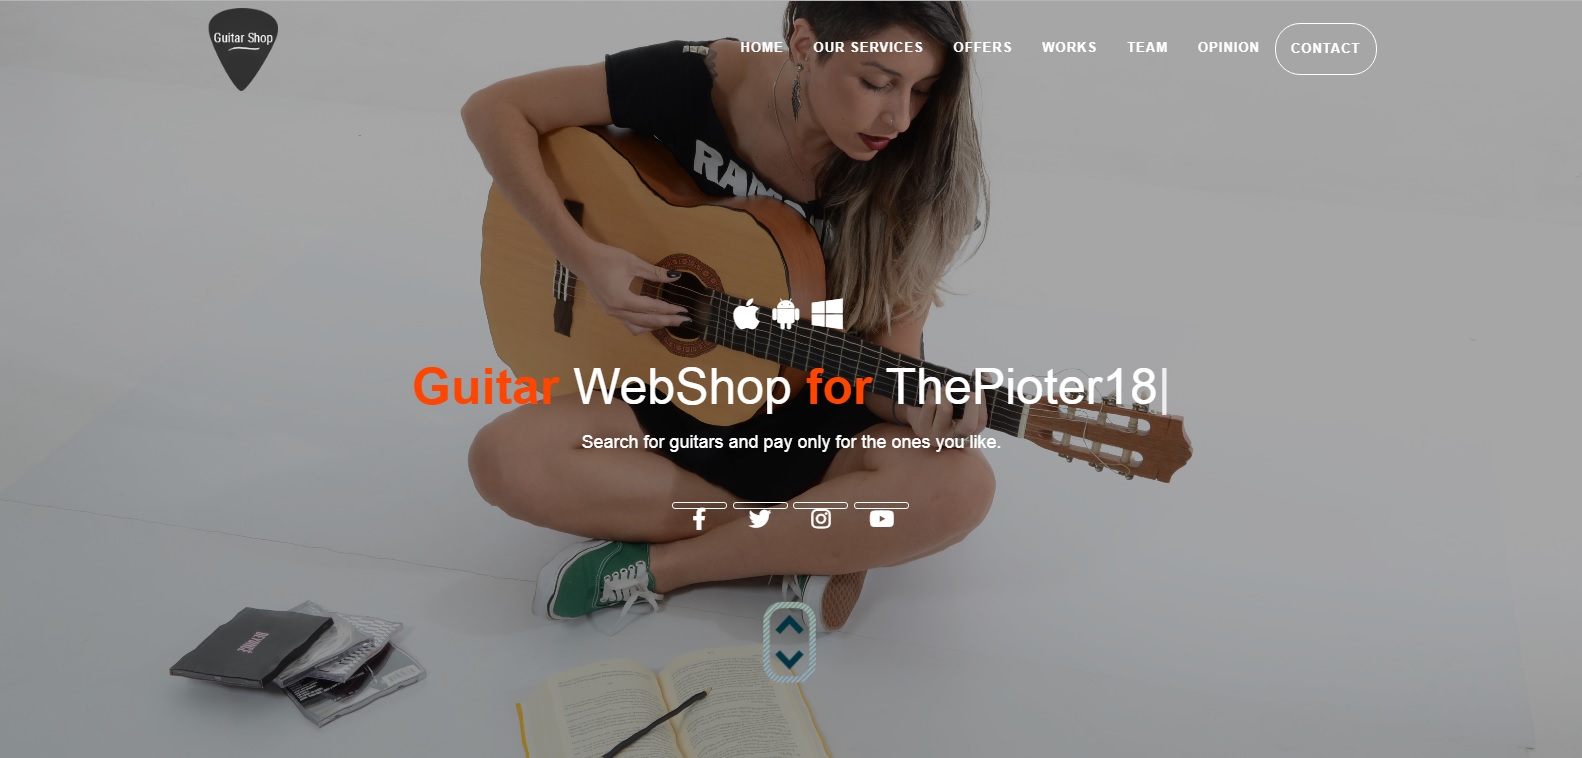 Guitar Shop
HOME OUR SERVICES OFFERS WORKS TEAM OPINION CONTACT
Guitar WebShop for ThePioter18|
Search for guitars and pay only for the ones you like.
BEYONCÉ